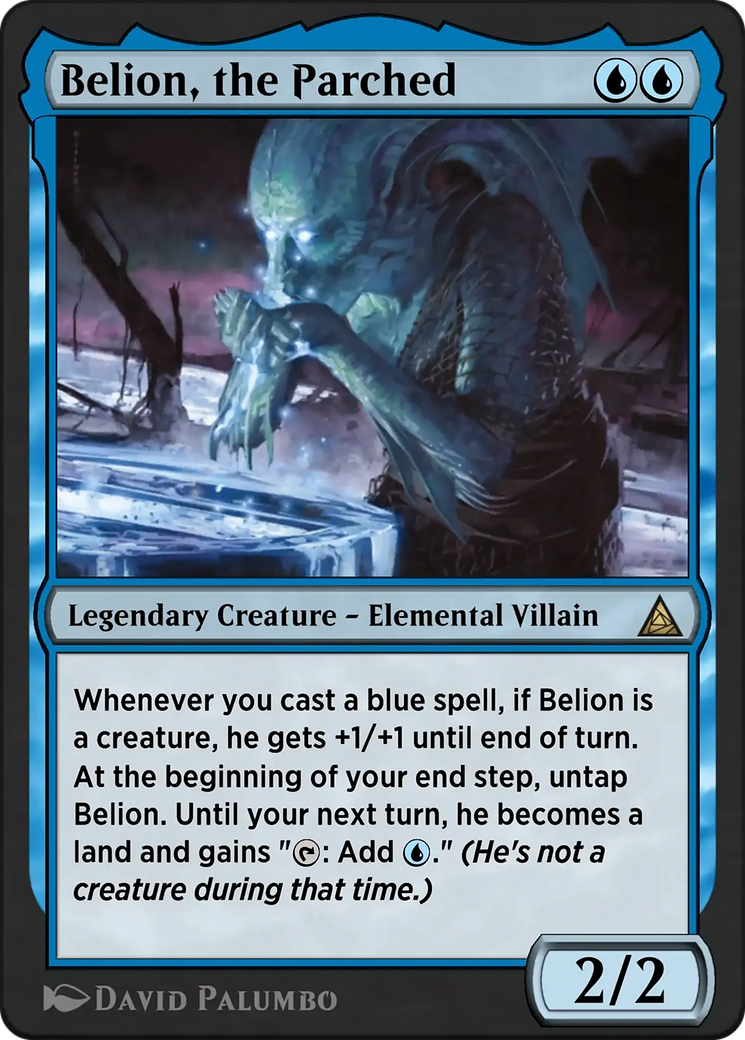 Belion, the Parched
Legendary Creature – Elemental Villain
Whenever you cast a blue spell, if Belion is
a creature, he gets +1/+1 until end of turn.
At the beginning of your end step, untap
Belion. Until your next turn, he becomes a
land and gains ": Add ." (He's not a
creature during that time.)
2/2
David Palumbo